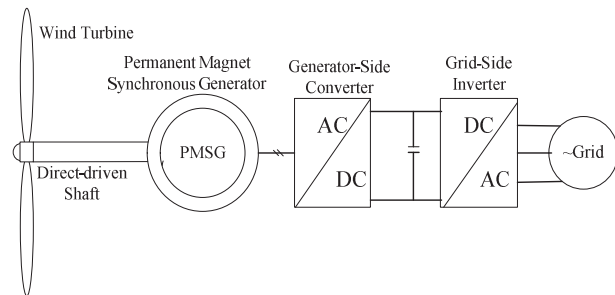 Wind Turbine
Permanent Magnet
Synchronous Generator
Generator-Side
Converter
Grid-Side
Inverter
AC
DC
DC
AC
PMSG
~Grid
Direct-driven
Shaft